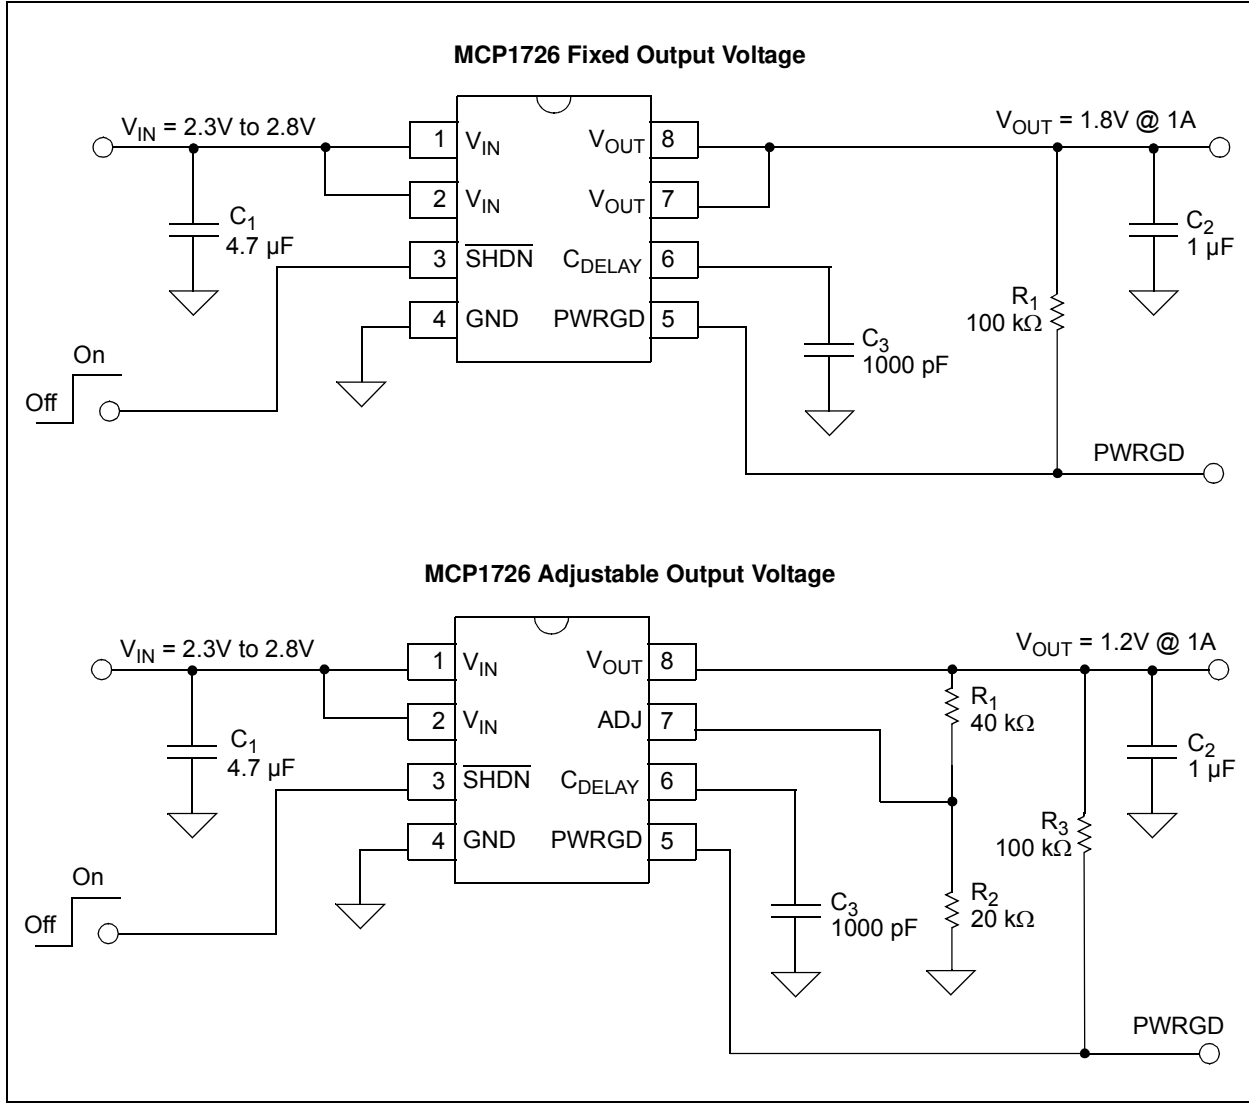 MCP1726 Fixed Output Voltage
V_IN = 2.3V to 2.8V
V_OUT = 1.8V @ 1A
1 V_IN
V_OUT 8
2 V_IN
V_OUT 7
C_1
4.7 µF
C_2
1 µF
3 SHDN
C_DELAY 6
4 GND
PWRGD 5
R_1
100 kΩ
C_3
1000 pF
On
Off
PWRGD
MCP1726 Adjustable Output Voltage
V_IN = 2.3V to 2.8V
V_OUT = 1.2V @ 1A
1 V_IN
V_OUT 8
R_1
40 kΩ
2 V_IN
ADJ 7
C_1
4.7 µF
C_2
1 µF
3 SHDN
C_DELAY 6
4 GND
PWRGD 5
R_3
100 kΩ
On
Off
C_3
1000 pF
R_2
20 kΩ
PWRGD